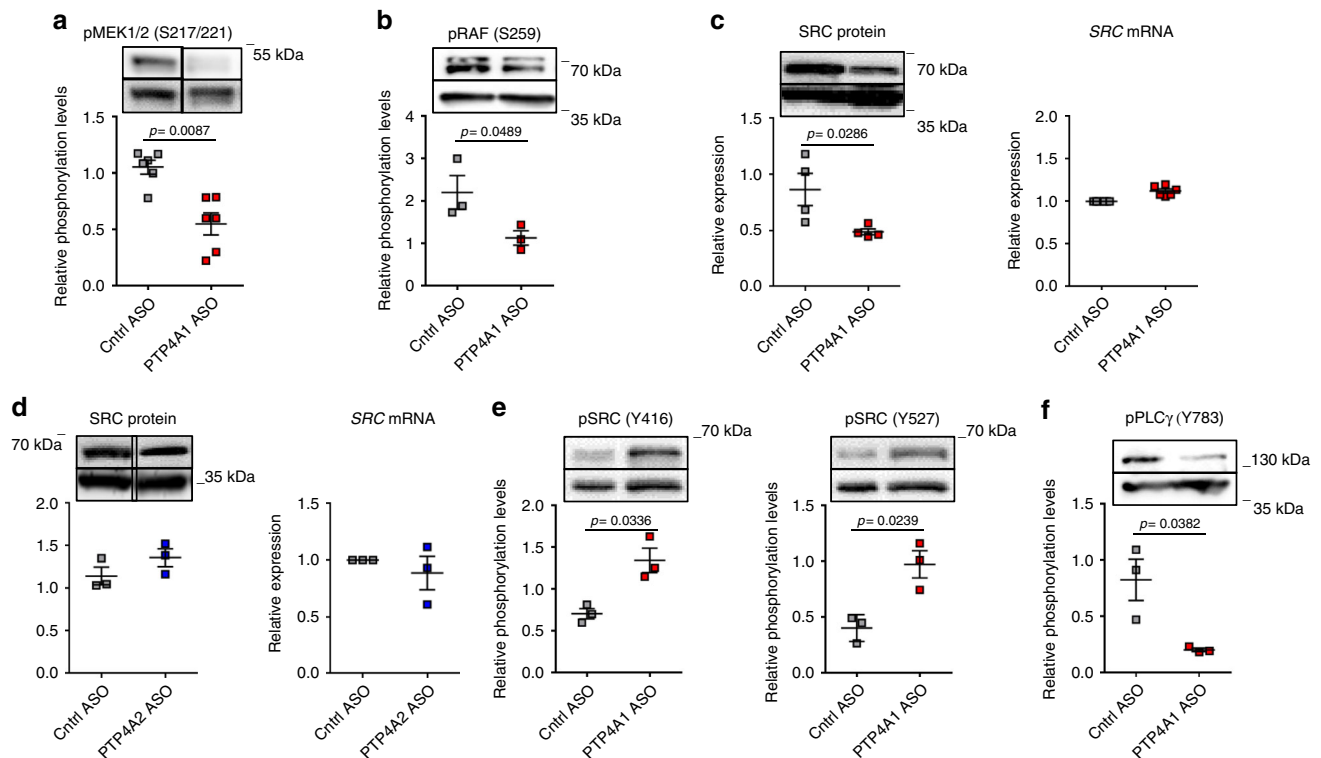 a
pMEK1/2 (S217/221)
55 kDa
Relative phosphorylation levels
1.5
p= 0.0087
1.0
0.5
0.0
Cntrl ASO
PTP4A1 ASO
b
pRAF (S259)
70 kDa
35 kDa
Relative phosphorylation levels
4
p= 0.0489
3
2
1
0
Cntrl ASO
PTP4A1 ASO
c
SRC protein
70 kDa
35 kDa
Relative expression
1.5
p= 0.0286
1.0
0.5
0.0
Cntrl ASO
PTP4A1 ASO
SRC mRNA
Relative expression
2.0
1.5
1.0
0.5
0.0
Cntrl ASO
PTP4A1 ASO
d
SRC protein
70 kDa
35 kDa
2.0
1.5
1.0
0.5
0.0
Cntrl ASO
PTP4A2 ASO
SRC mRNA
Relative expression
1.5
1.0
0.5
0.0
Cntrl ASO
PTP4A2 ASO
e
pSRC (Y416)
70 kDa
Relative phosphorylation levels
2.0
p= 0.0336
1.5
1.0
0.5
0.0
Cntrl ASO
PTP4A1 ASO
pSRC (Y527)
70 kDa
Relative phosphorylation levels
1.5
p= 0.0239
1.0
0.5
0.0
Cntrl ASO
PTP4A1 ASO
f
pPLCγ (Y783)
130 kDa
35 kDa
Relative phosphorylation levels
1.5
p= 0.0382
1.0
0.5
0.0
Cntrl ASO
PTP4A1 ASO